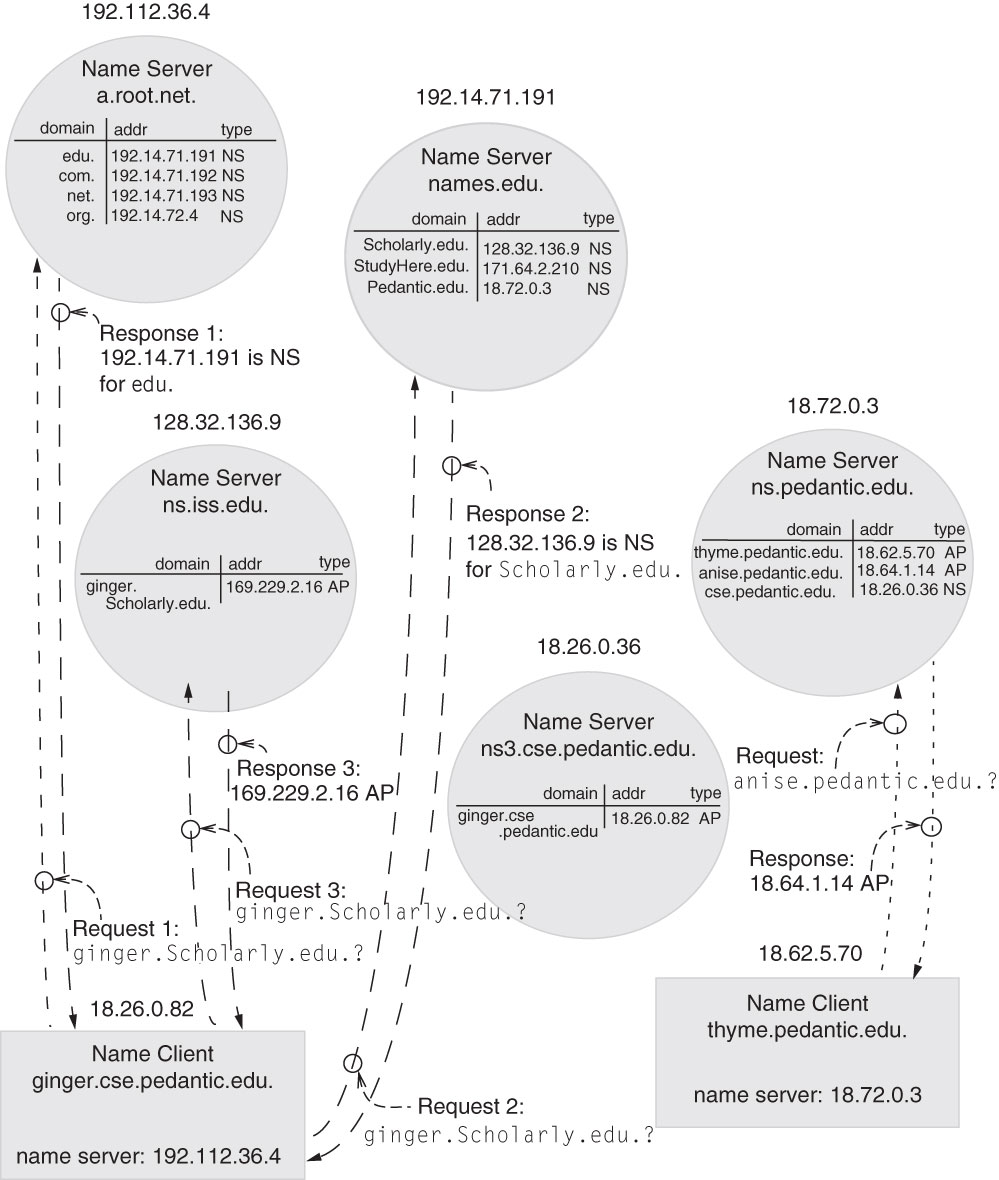 192.112.36.4
Name Server
a.root.net.
domain addr type
edu. 192.14.71.191 NS
com. 192.14.71.192 NS
net. 192.14.71.193 NS
org. 192.14.72.4 NS
192.14.71.191
Name Server
names.edu.
domain addr type
Scholarly.edu. 128.32.136.9 NS
StudyHere.edu. 171.64.2.210 NS
Pedantic.edu. 18.72.0.3 NS
Response 1:
192.14.71.191 is NS
for edu.
128.32.136.9
Name Server
ns.iss.edu.
domain addr type
ginger. 169.229.2.16 AP
Scholarly.edu.
Response 2:
128.32.136.9 is NS
for Scholarly.edu.
18.72.0.3
Name Server
ns.pedantic.edu.
domain addr type
thyme.pedantic.edu. 18.62.5.70 AP
anise.pedantic.edu. 18.64.1.14 AP
cse.pedantic.edu. 18.26.0.36 NS
18.26.0.36
Name Server
ns3.cse.pedantic.edu.
domain addr type
ginger.cse 18.26.0.82 AP
.pedantic.edu
Response 3:
169.229.2.16 AP
Request:
anise.pedantic.edu.?
Response:
18.64.1.14 AP
Request 3:
ginger.Scholarly.edu.?
Request 1:
ginger.Scholarly.edu.?
18.26.0.82
Name Client
ginger.cse.pedantic.edu.
name server: 192.112.36.4
Request 2:
ginger.Scholarly.edu.?
18.62.5.70
Name Client
thyme.pedantic.edu.
name server: 18.72.0.3